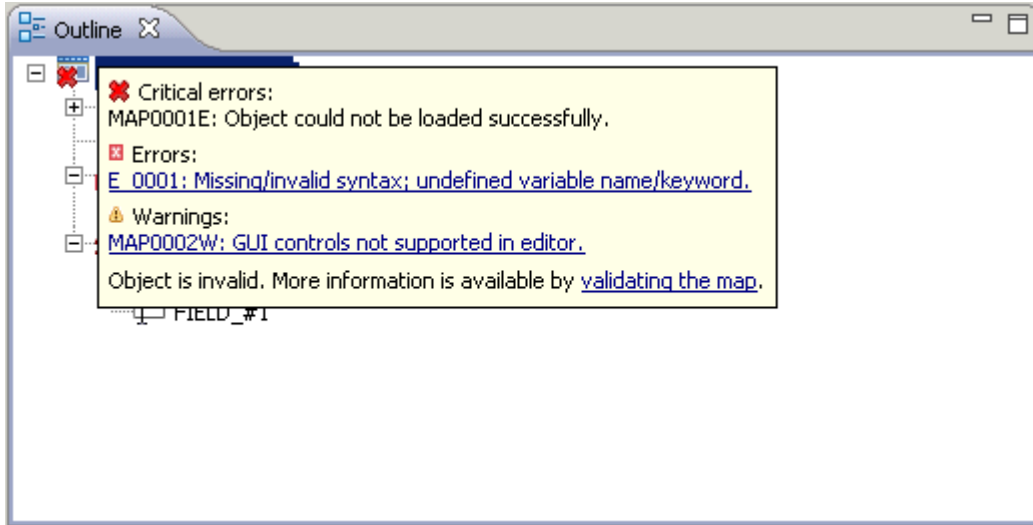 Outline
Critical errors:
MAP0001E: Object could not be loaded successfully.
Errors:
E_0001: Missing/invalid syntax; undefined variable name/keyword.
Warnings:
MAP0002W: GUI controls not supported in editor.
Object is invalid. More information is available by validating the map.
FIELD_#1